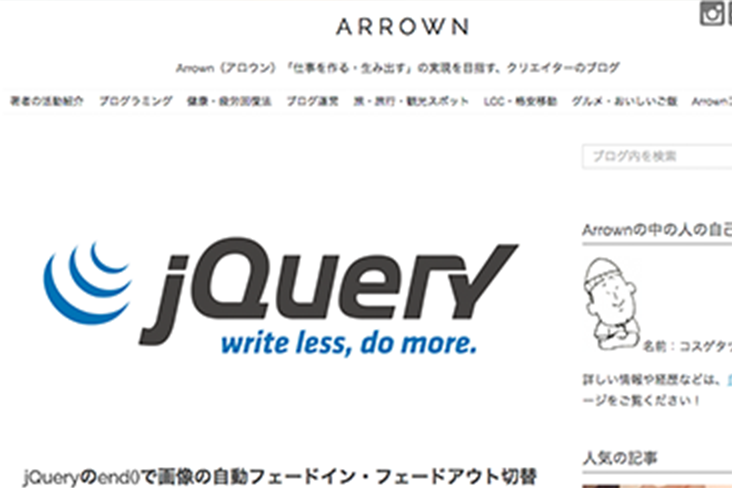 ARROWN
Arrown（アロウン）「仕事を作る・生み出す」の実現を目指す、クリエイターのブログ
著者の活動紹介 プログラミング 健康・疲労回復法 ブログ運営 旅・旅行・観光スポット LCC・格安移動 グルメ・おいしいご飯 Arrown
ブログ内を検索
jQuery
write less, do more.
Arrownの中の人の自己
名前：コスゲタツ
詳しい情報や経歴などは、
ージをご覧ください！
人気の記事
jQueryのend()で画像の自動フェードイン・フェードアウト切替